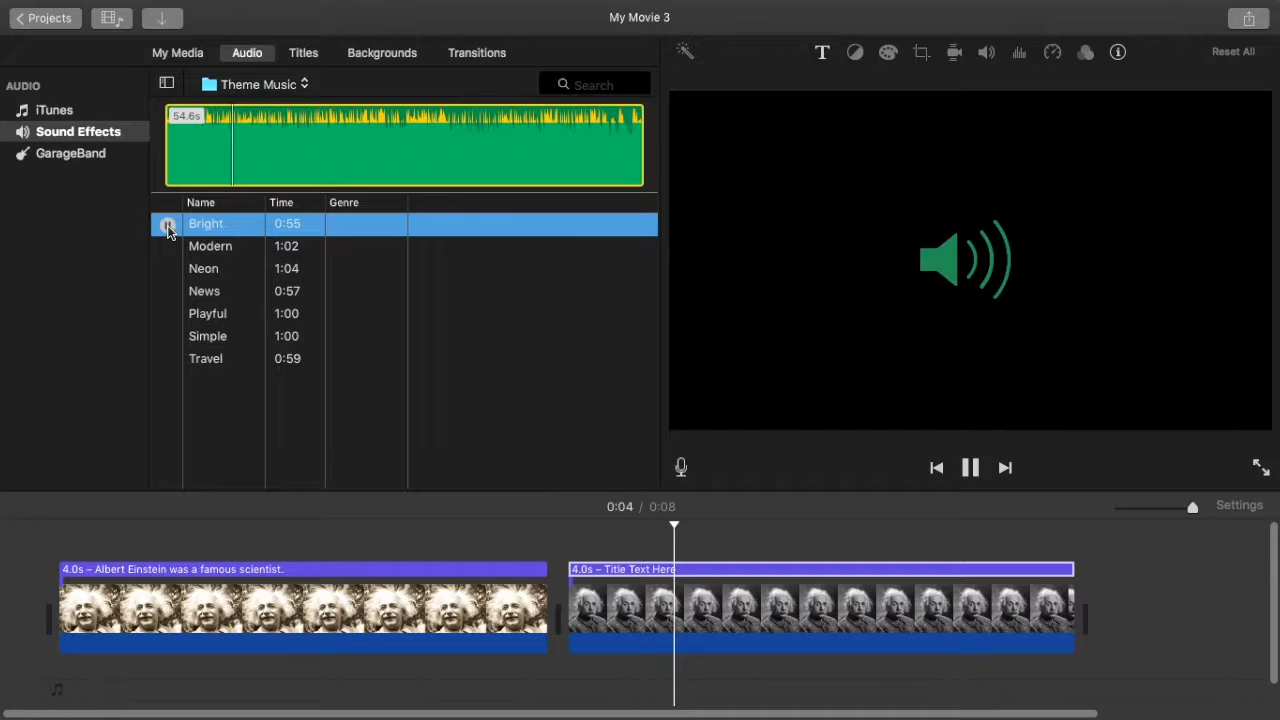 Projects
My Movie 3
My Media Audio Titles Backgrounds Transitions
T
Reset All
AUDIO
iTunes
Sound Effects
GarageBand
Theme Music
Search
54.6s
Name Time Genre
Bright 0:55
Modern 1:02
Neon 1:04
News 0:57
Playful 1:00
Simple 1:00
Travel 0:59
0:04 / 0:08
Settings
4.0s – Albert Einstein was a famous scientist.
4.0s – Title Text Here